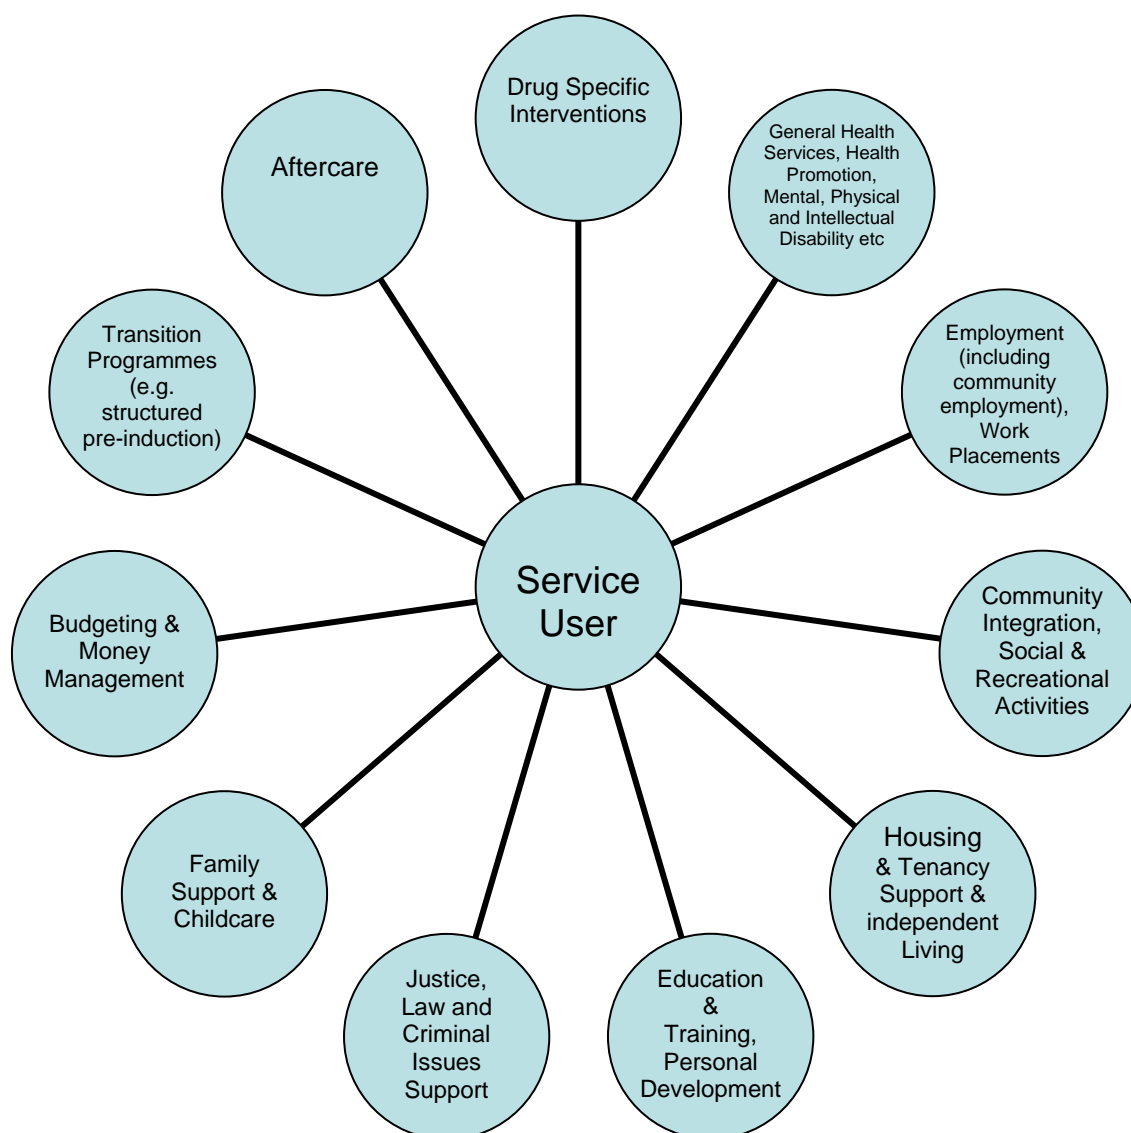 Drug Specific
Interventions
General Health
Services, Health
Promotion,
Mental, Physical
and Intellectual
Disability etc
Employment
(including
community
employment),
Work
Placements
Community
Integration,
Social &
Recreational
Activities
Housing
& Tenancy
Support &
independent
Living
Education
&
Training,
Personal
Development
Justice,
Law and
Criminal
Issues
Support
Family
Support &
Childcare
Budgeting &
Money
Management
Transition
Programmes
(e.g.
structured
pre-induction)
Aftercare
Service
User